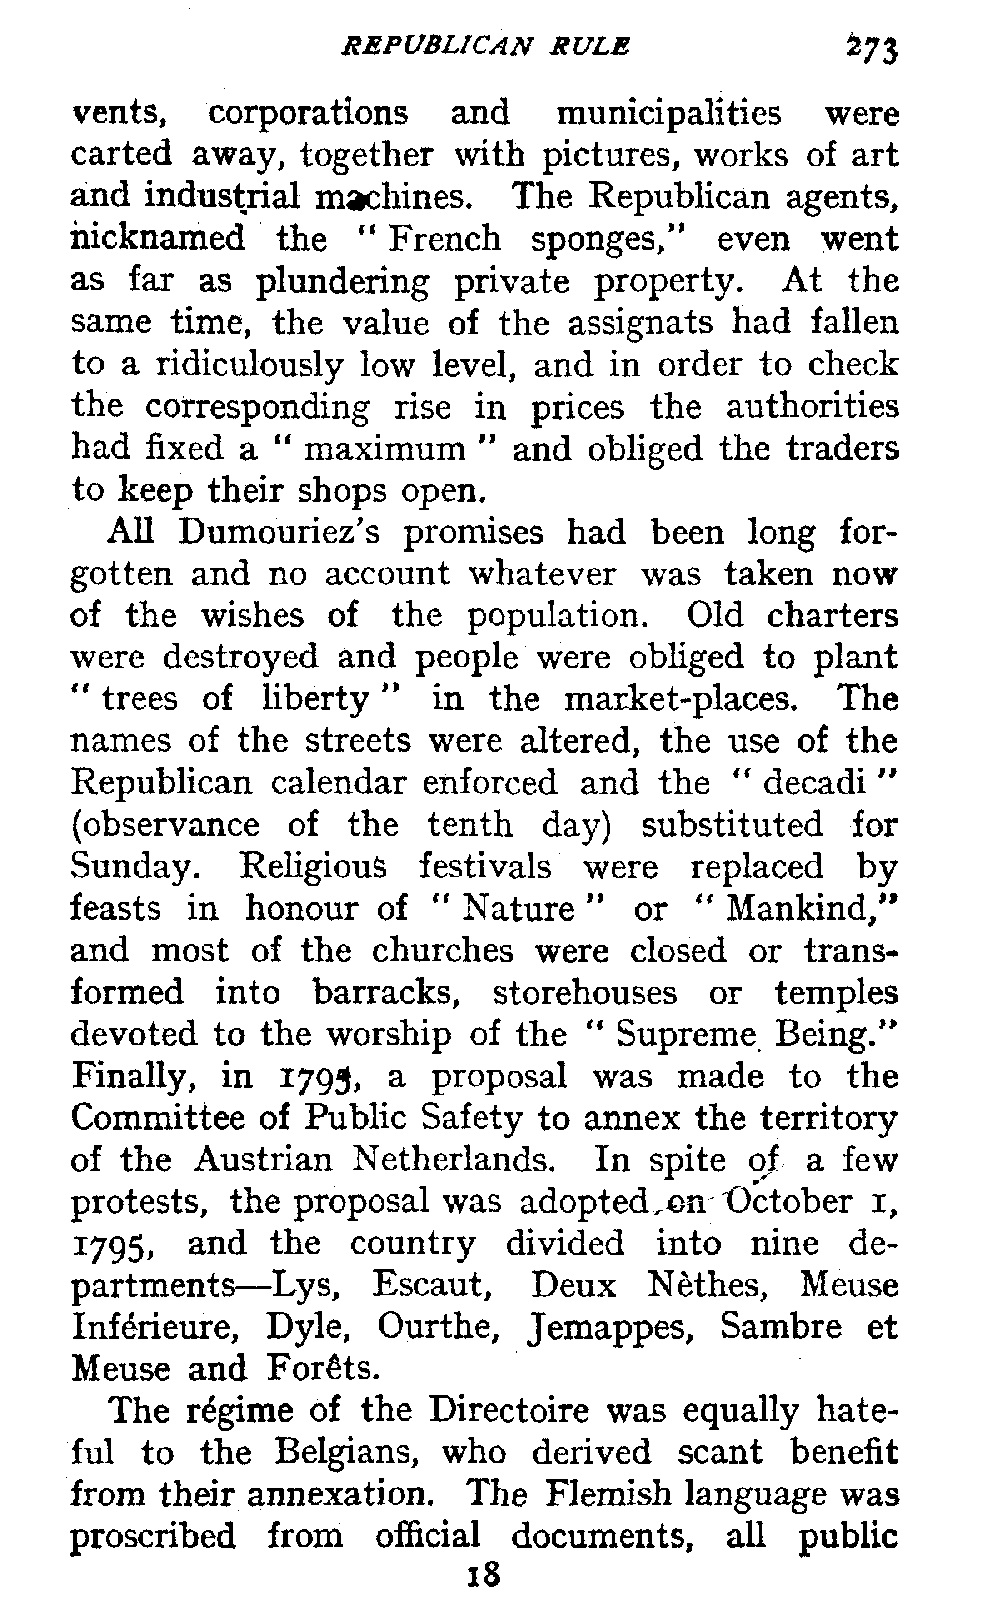 REPUBLICAN RULE 273
vents, corporations and municipalities were
carted away, together with pictures, works of art
and industrial machines. The Republican agents,
nicknamed the " French sponges," even went
as far as plundering private property. At the
same time, the value of the assignats had fallen
to a ridiculously low level, and in order to check
the corresponding rise in prices the authorities
had fixed a " maximum " and obliged the traders
to keep their shops open.
All Dumouriez's promises had been long for-
gotten and no account whatever was taken now
of the wishes of the population. Old charters
were destroyed and people were obliged to plant
" trees of liberty " in the market-places. The
names of the streets were altered, the use of the
Republican calendar enforced and the " decadi "
(observance of the tenth day) substituted for
Sunday. Religious festivals were replaced by
feasts in honour of " Nature " or " Mankind,"
and most of the churches were closed or trans-
formed into barracks, storehouses or temples
devoted to the worship of the " Supreme Being."
Finally, in 1795, a proposal was made to the
Committee of Public Safety to annex the territory
of the Austrian Netherlands. In spite of a few
protests, the proposal was adopted on October 1,
1795, and the country divided into nine de-
partments—Lys, Escaut, Deux Nèthes, Meuse
Inférieure, Dyle, Ourthe, Jemappes, Sambre et
Meuse and Forêts.
The régime of the Directoire was equally hate-
ful to the Belgians, who derived scant benefit
from their annexation. The Flemish language was
proscribed from official documents, all public
18